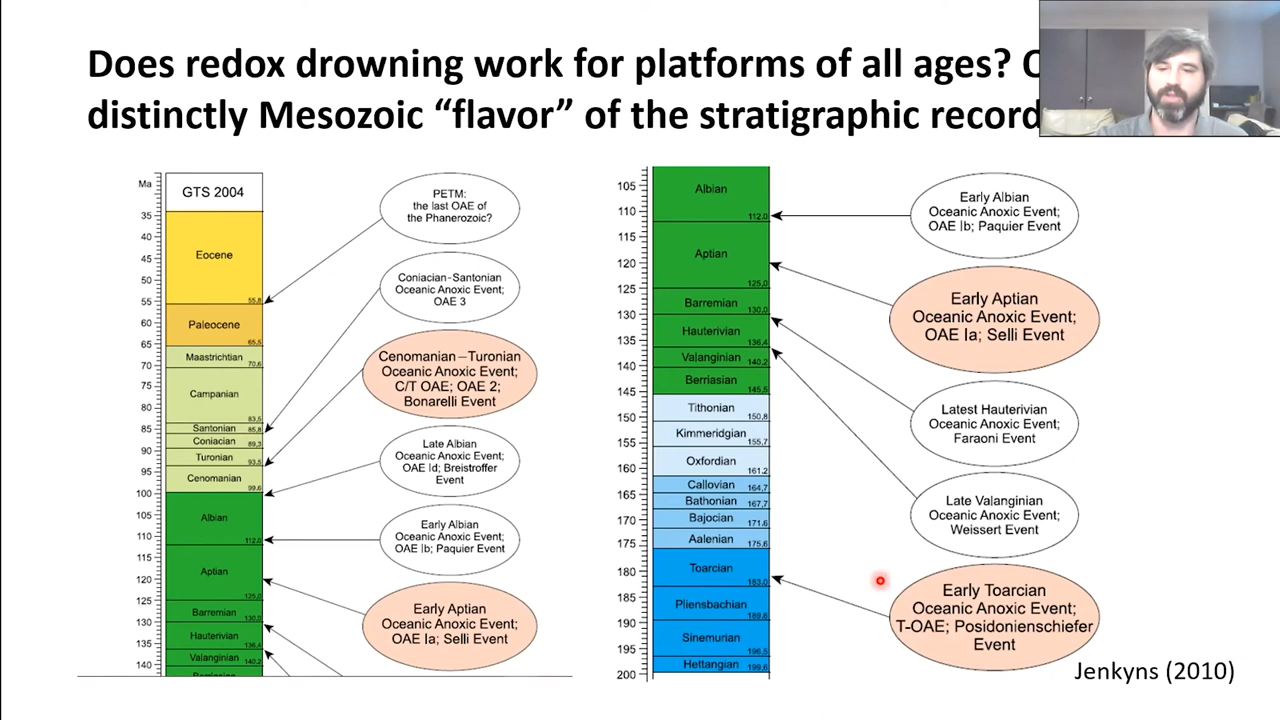 Does redox drowning work for platforms of all ages?
distinctly Mesozoic “flavor” of the stratigraphic record
Ma
GTS 2004
35
40
45
50
55
60
65
70
75
80
85
90
95
100
105
110
115
120
125
130
135
140
Eocene
55,8
Paleocene
65,5
Maastrichtian
70,6
Campanian
83,5
Santonian
85,8
Coniacian
89,3
Turonian
93,5
Cenomanian
99,6
Albian
112,0
Aptian
125,0
Barremian
130,0
Hauterivian
136,4
Valanginian
140,2
Berriasian
PETM:
the last OAE of
the Phanerozoic?
Coniacian–Santonian
Oceanic Anoxic Event;
OAE 3
Cenomanian–Turonian
Oceanic Anoxic Event;
C/T OAE; OAE 2;
Bonarelli Event
Late Albian
Oceanic Anoxic Event;
OAE Id; Breistroffer
Event
Early Albian
Oceanic Anoxic Event;
OAE Ib; Paquier Event
Early Aptian
Oceanic Anoxic Event;
OAE Ia; Selli Event
105
110
115
120
125
130
135
140
145
150
155
160
165
170
175
180
185
190
195
200
Albian
112,0
Aptian
125,0
Barremian
130,0
Hauterivian
136,4
Valanginian
140,2
Berriasian
145,5
Tithonian
150,8
Kimmeridgian
155,7
Oxfordian
161,2
Callovian
164,7
Bathonian
167,7
Bajocian
171,6
Aalenian
175,6
Toarcian
183,0
Pliensbachian
189,6
Sinemurian
196,5
Hettangian
199,6
Early Albian
Oceanic Anoxic Event;
OAE Ib; Paquier Event
Early Aptian
Oceanic Anoxic Event;
OAE Ia; Selli Event
Latest Hauterivian
Oceanic Anoxic Event;
Faraoni Event
Late Valanginian
Oceanic Anoxic Event;
Weissert Event
Early Toarcian
Oceanic Anoxic Event;
T-OAE; Posidonienschiefer
Event
Jenkyns (2010)